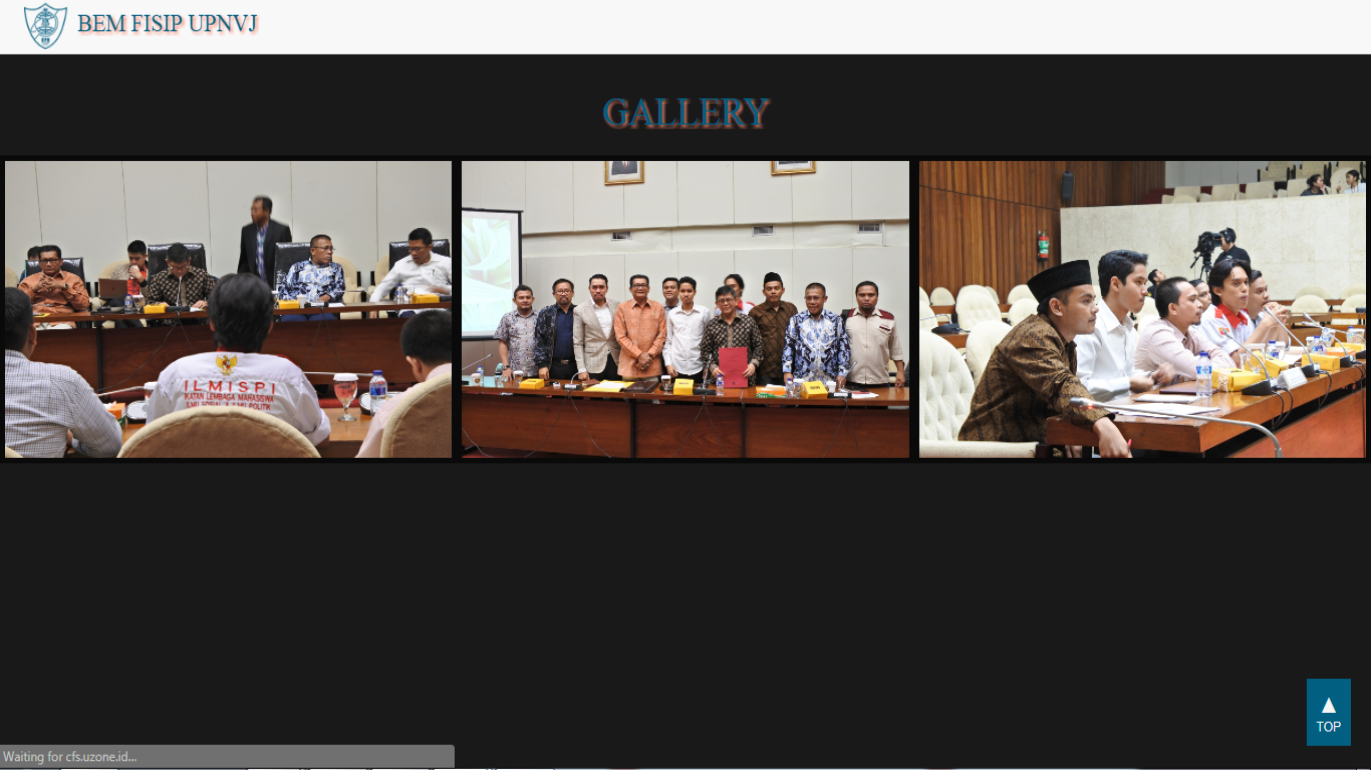 BEM FISIP UPNVJ
GALLERY
ILMISPI
IKATAN LEMBAGA MAHASISWA
ILMU SOSIAL & ILMU POLITIK
TOP
Waiting for cfs.uzone.id...